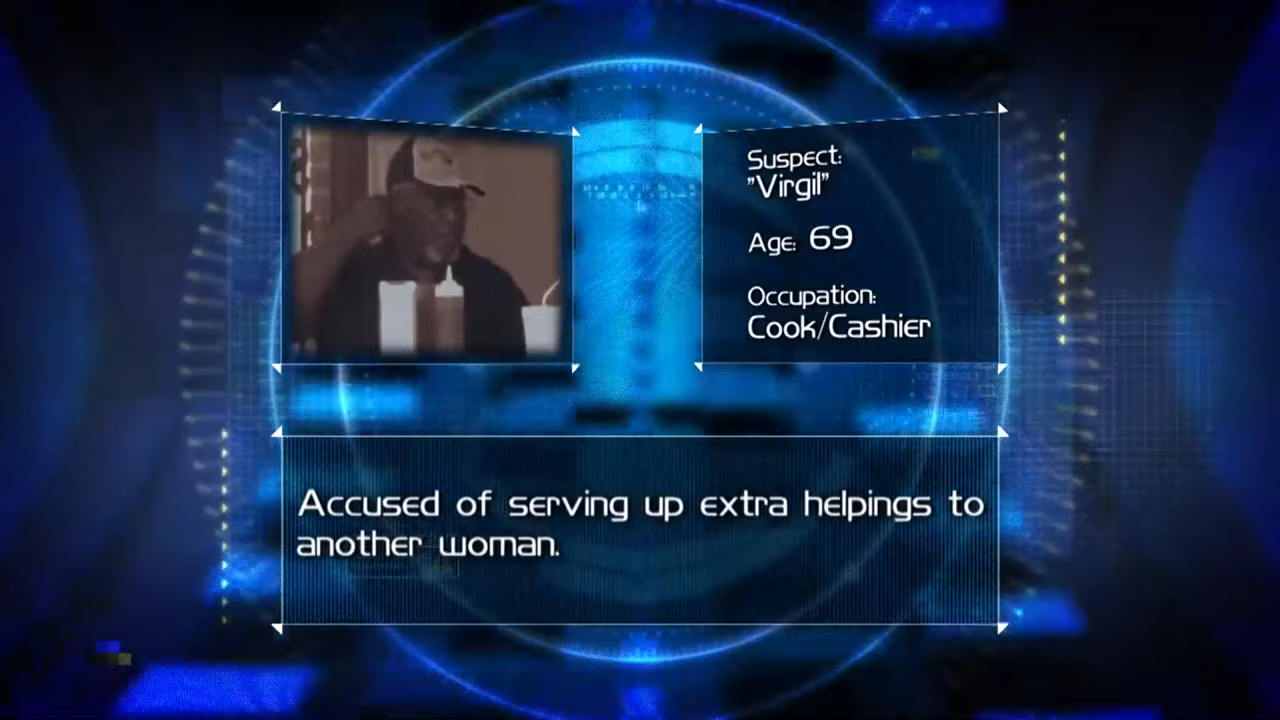 Suspect:
"Virgil"
Age: 69
Occupation:
Cook/Cashier
Accused of serving up extra helpings to
another woman.